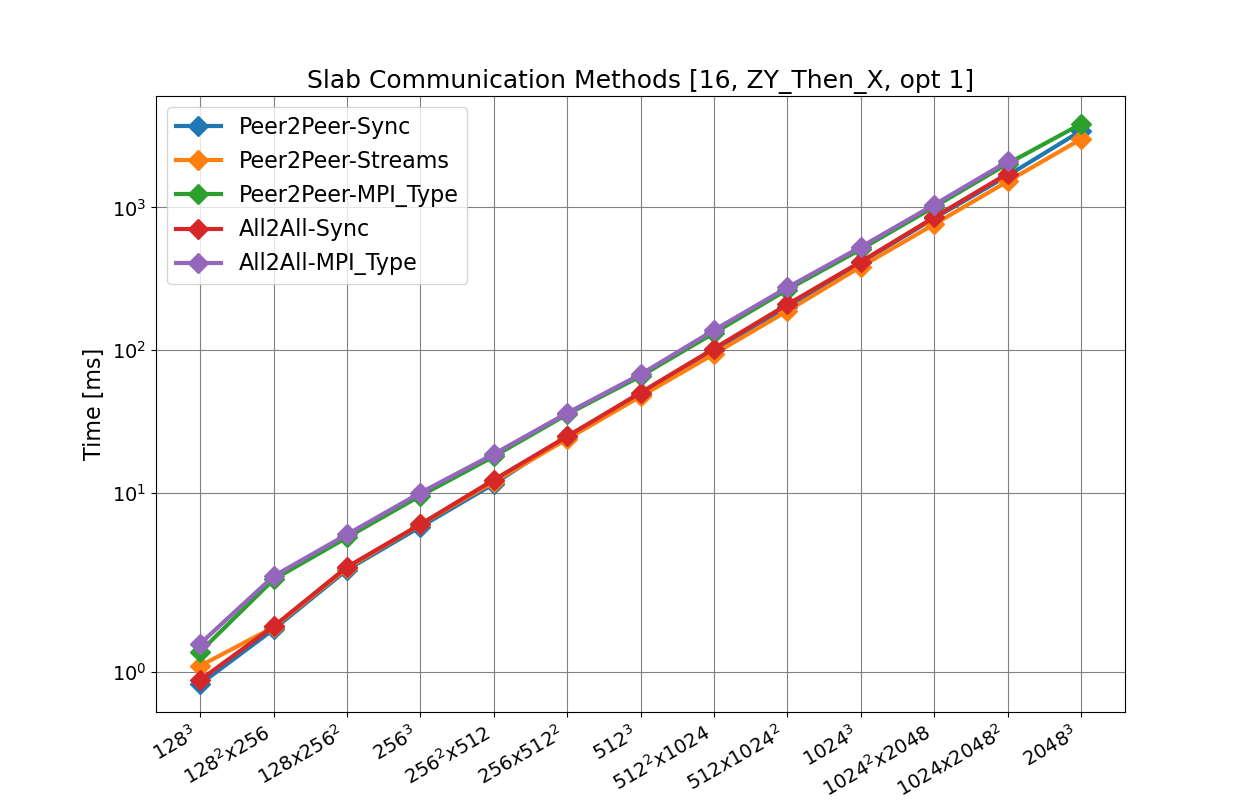 Slab Communication Methods [16, ZY_Then_X, opt 1]
Peer2Peer-Sync
Peer2Peer-Streams
Peer2Peer-MPI_Type
All2All-Sync
All2All-MPI_Type
Time [ms]
10³
10²
10¹
10⁰
128³
128²x256
128x256²
256³
256²x512
256x512²
512³
512²x1024
512x1024²
1024³
1024²x2048
1024x2048²
2048³